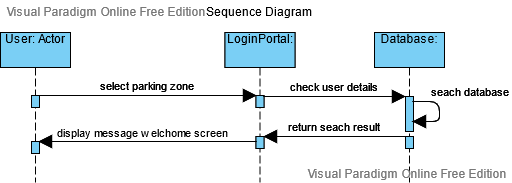 Visual Paradigm Online Free Edition Sequence Diagram
User: Actor
LoginPortal:
Database:
select parking zone
check user details
seach database
return seach result
display message welchome screen
Visual Paradigm Online Free Edition